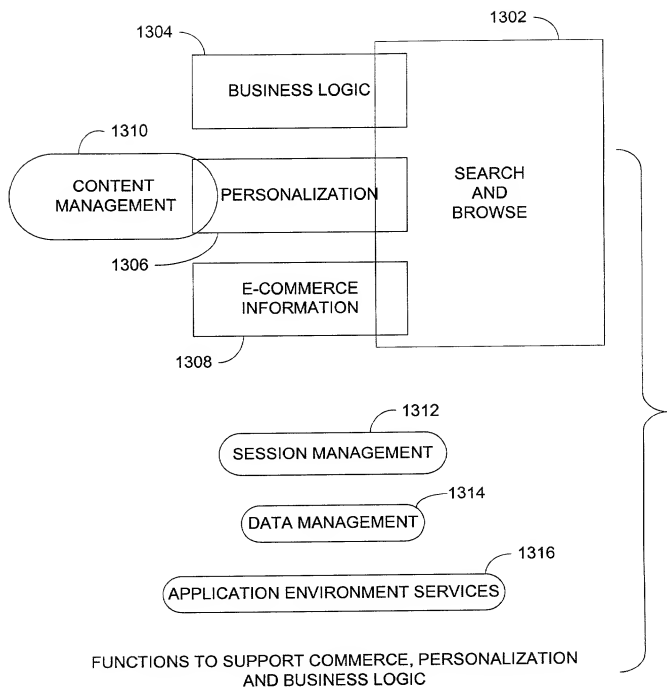 1302
1304
BUSINESS LOGIC
1310
CONTENT
MANAGEMENT
PERSONALIZATION
SEARCH
AND
BROWSE
1306
E-COMMERCE
INFORMATION
1308
1312
SESSION MANAGEMENT
1314
DATA MANAGEMENT
1316
APPLICATION ENVIRONMENT SERVICES
FUNCTIONS TO SUPPORT COMMERCE, PERSONALIZATION
AND BUSINESS LOGIC